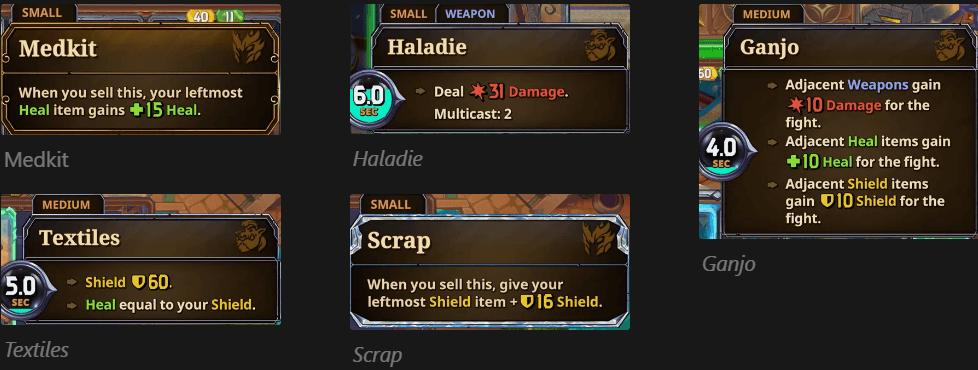 SMALL
40 11
Medkit
When you sell this, your leftmost
Heal item gains +15 Heal.
Medkit
SMALL WEAPON
Haladie
6.0
SEC
Deal 31 Damage.
Multicast: 2
Haladie
MEDIUM
Ganjo
60
4.0
SEC
Adjacent Weapons gain
10 Damage for the
fight.
Adjacent Heal items gain
+10 Heal for the fight.
Adjacent Shield items
gain 10 Shield for the
fight.
Ganjo
MEDIUM
Textiles
5.0
SEC
Shield 60.
Heal equal to your Shield.
Textiles
SMALL
Scrap
When you sell this, give your
leftmost Shield item + 16 Shield.
Scrap